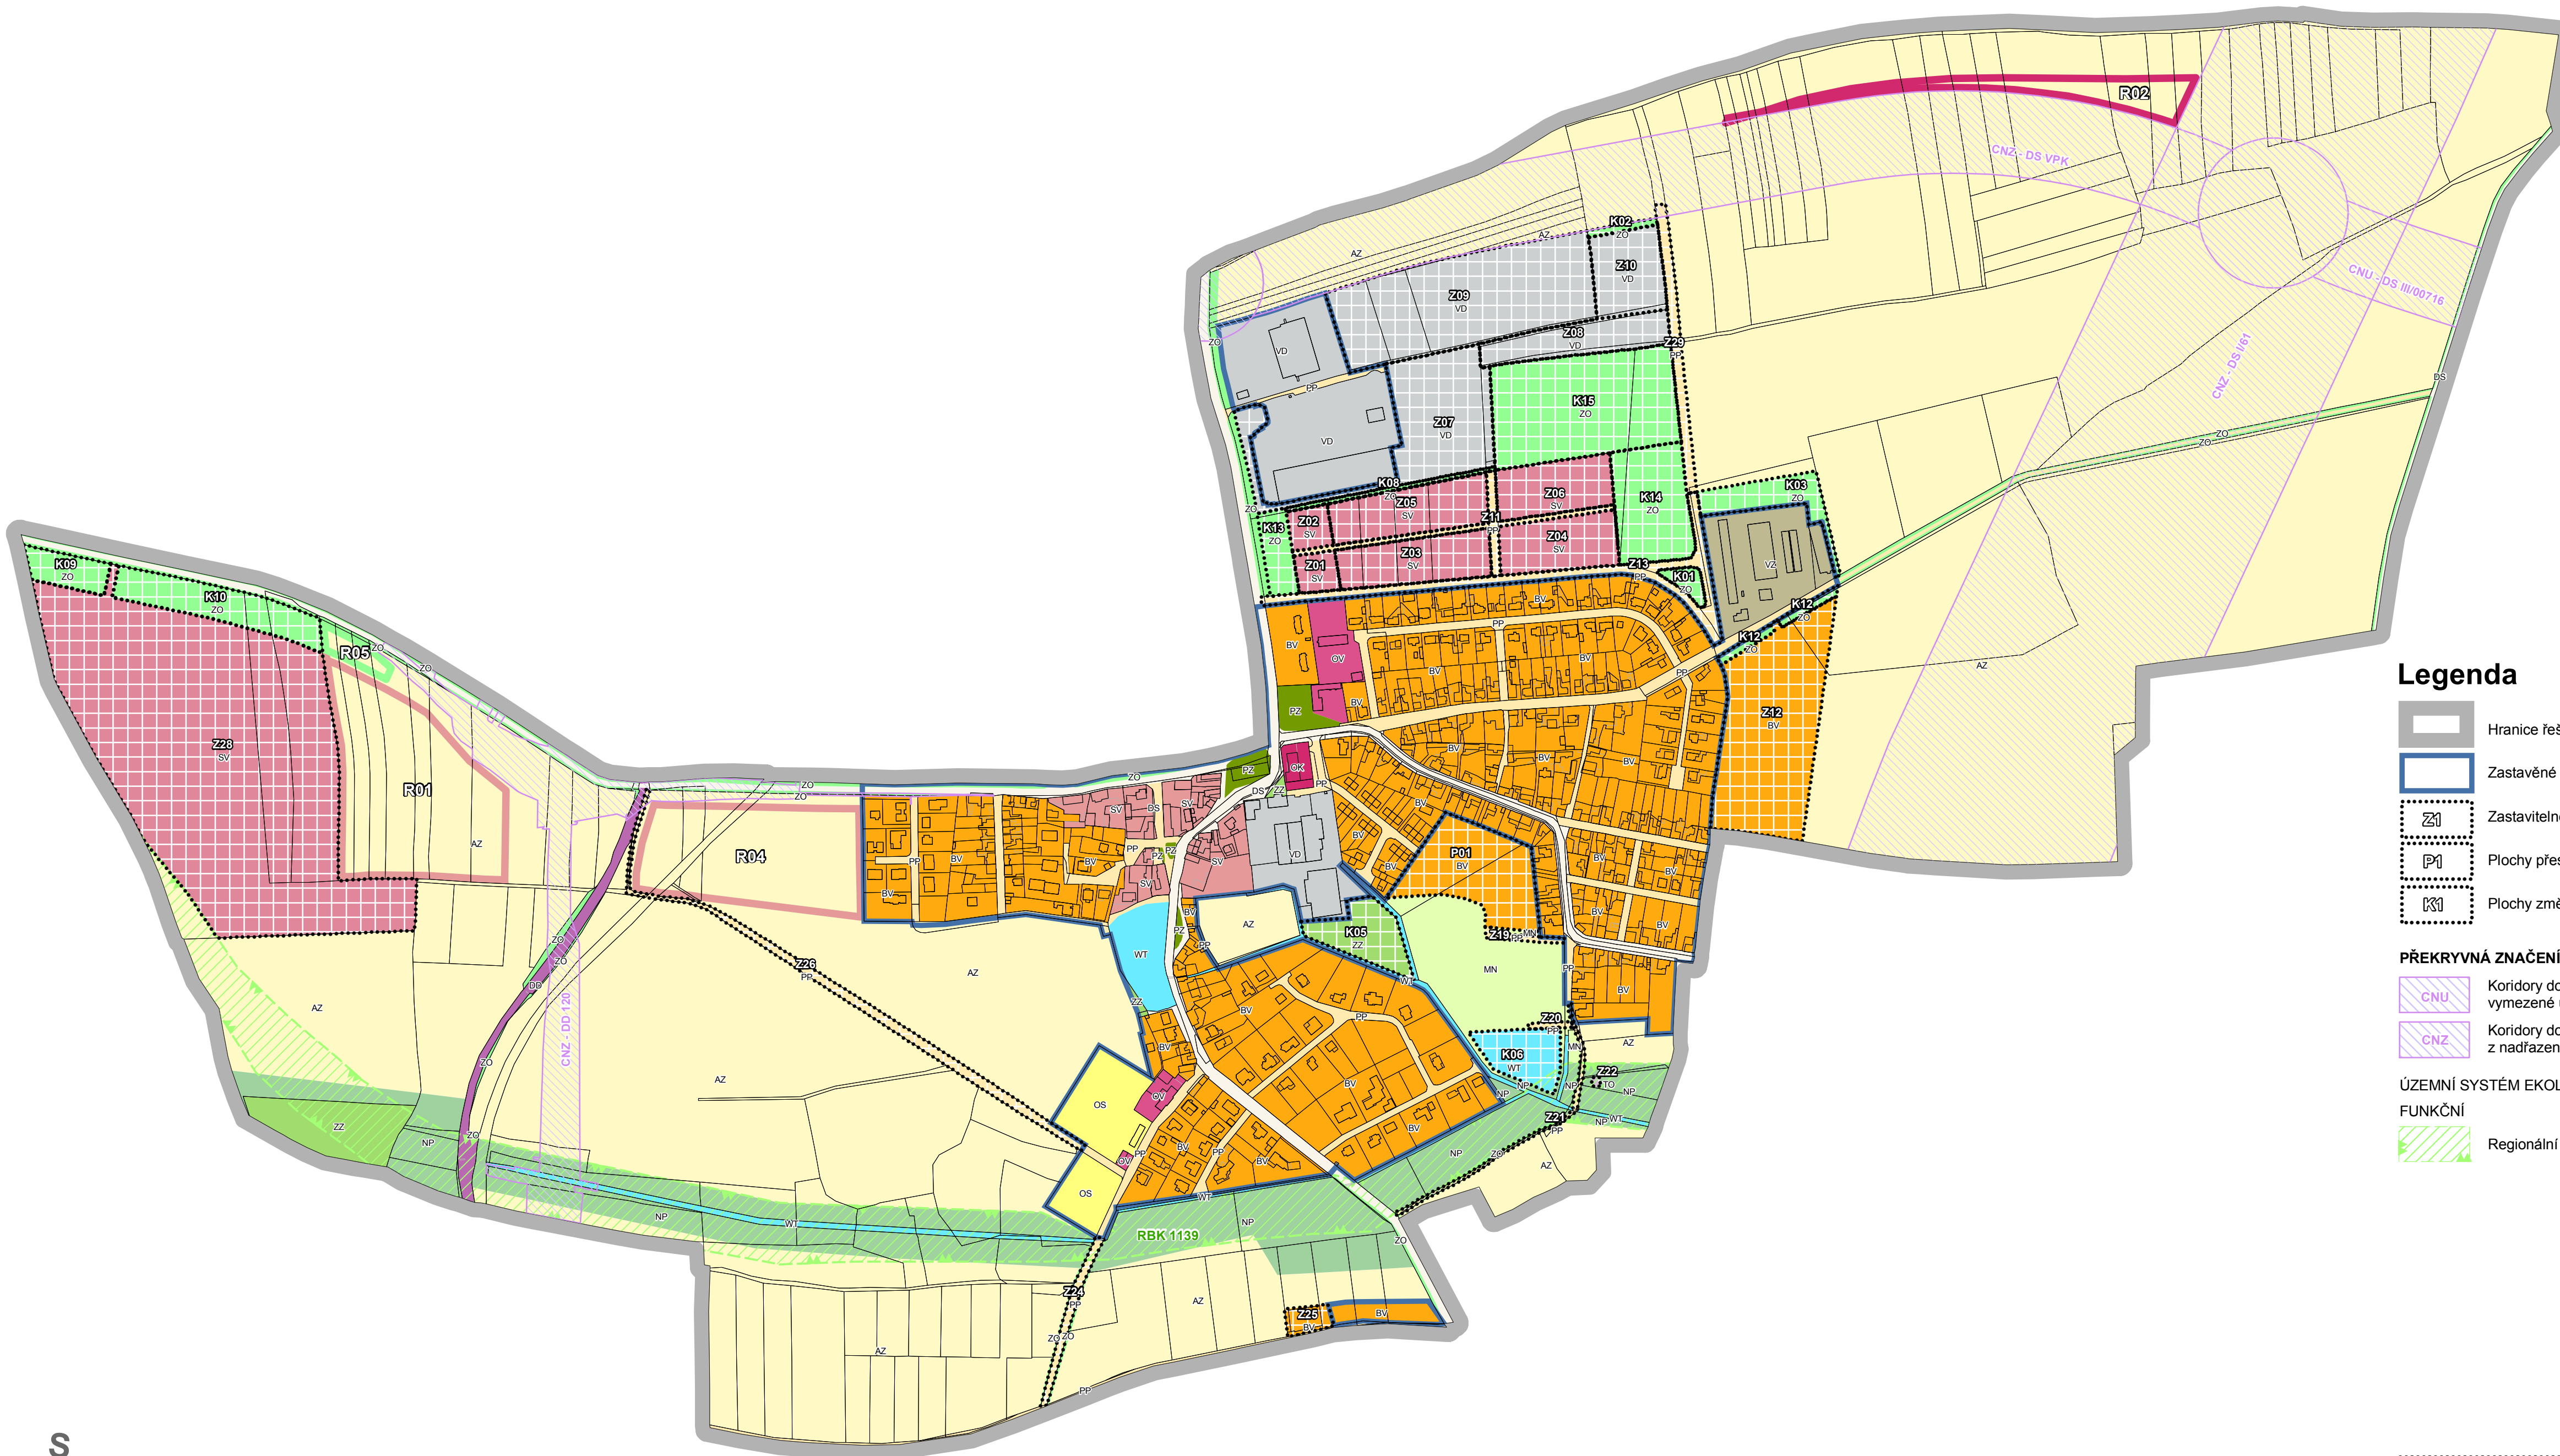 R02
CNZ - DS VPK
K02
ZO
AZ
AZ
Z10
VD
CNU - DS III/00716
Z09
VD
Z08
VD
Z29
PP
ZO
VD
CNZ - DS I/61
DS
PP
K15
ZO
Z07
VD
VD
ZO
ZO
K08
ZO
Z05
SV
Z06
SV
K14
ZO
K03
ZO
ZO
K13
ZO
Z02
SV
Z11
PP
Z04
SV
Z03
SV
Z01
SV
Z13
PP
K01
ZO
VZ
K09
ZO
K10
ZO
BV
K12
ZO
PP
K12
ZO
BV
OV
BV
BV
PP
AZ
R05
ZO
ZO
Legenda
PZ
BV
Z12
BV
Hranice řeš
Z28
SV
BV
BV
BV
Zastavěné
OK
PP
PZ
ZO
ZO
ZO
R01
DS
ZZ
SV
DS
SV
BV
Z1
Zastaviteln
AZ
R04
PP
BV
BV
PP
PZ
PZ
SV
VD
BV
BV
P01
BV
BV
BV
P1
Plochy přes
BV
SV
K1
Plochy změ
BV
PZ
AZ
K05
ZZ
BV
BV
Z19
PP
MN
ZO
WT
PP
PŘEKRYVNÁ ZNAČENÍ
ZO
Z26
PP
AZ
MN
PP
DD
WT
BV
CNU
Koridory do
vymezené
ZZ
AZ
CNZ - DD 120
BV
PP
Z20
PP
CNZ
Koridory do
z nadřazen
ZO
BV
K06
WT
MN
AZ
AZ
BV
Z22
TO
ÚZEMNÍ SYSTÉM EKOL
NP
NP
NP
NP
OS
OV
FUNKČNÍ
ZZ
ZO
NP
BV
Z21
PP
NP
WT
Regionální
BV
PP
PP
BV
OV
NP
ZO
AZ
OS
WT
NP
WT
NP
RBK 1139
ZO
Z24
PP
AZ
Z25
BV
BV
ZO
ZO
AZ
PP
S